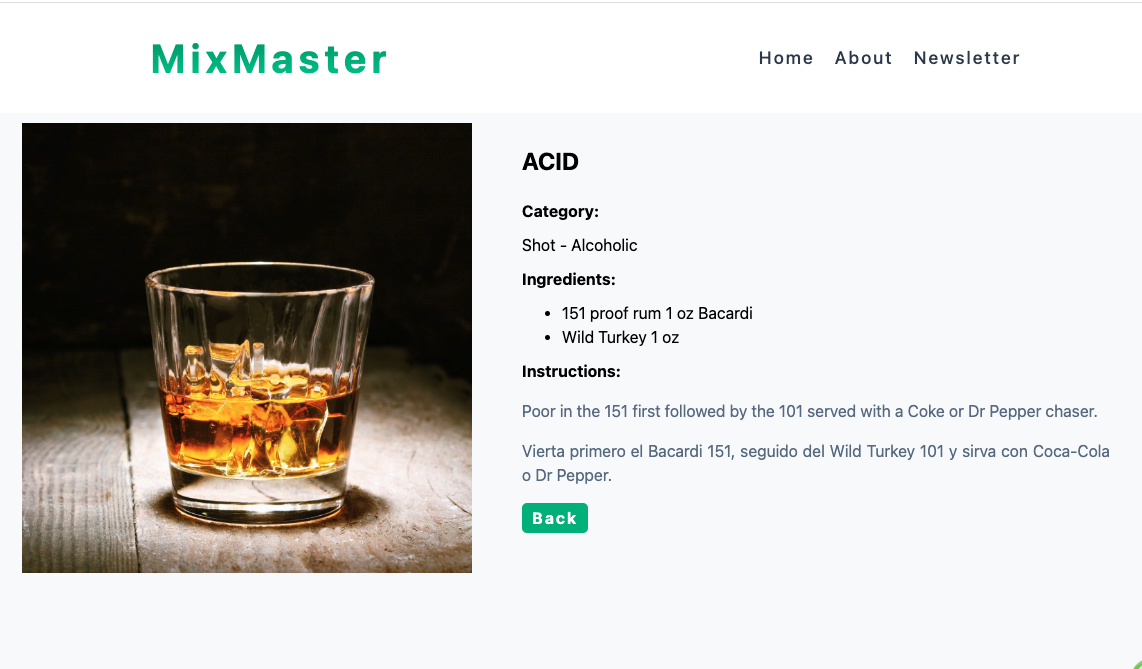 MixMaster
Home About Newsletter
ACID
Category:
Shot - Alcoholic
Ingredients:
• 151 proof rum 1 oz Bacardi
• Wild Turkey 1 oz
Instructions:
Poor in the 151 first followed by the 101 served with a Coke or Dr Pepper chaser.
Vierta primero el Bacardi 151, seguido del Wild Turkey 101 y sirva con Coca-Cola
o Dr Pepper.
Back